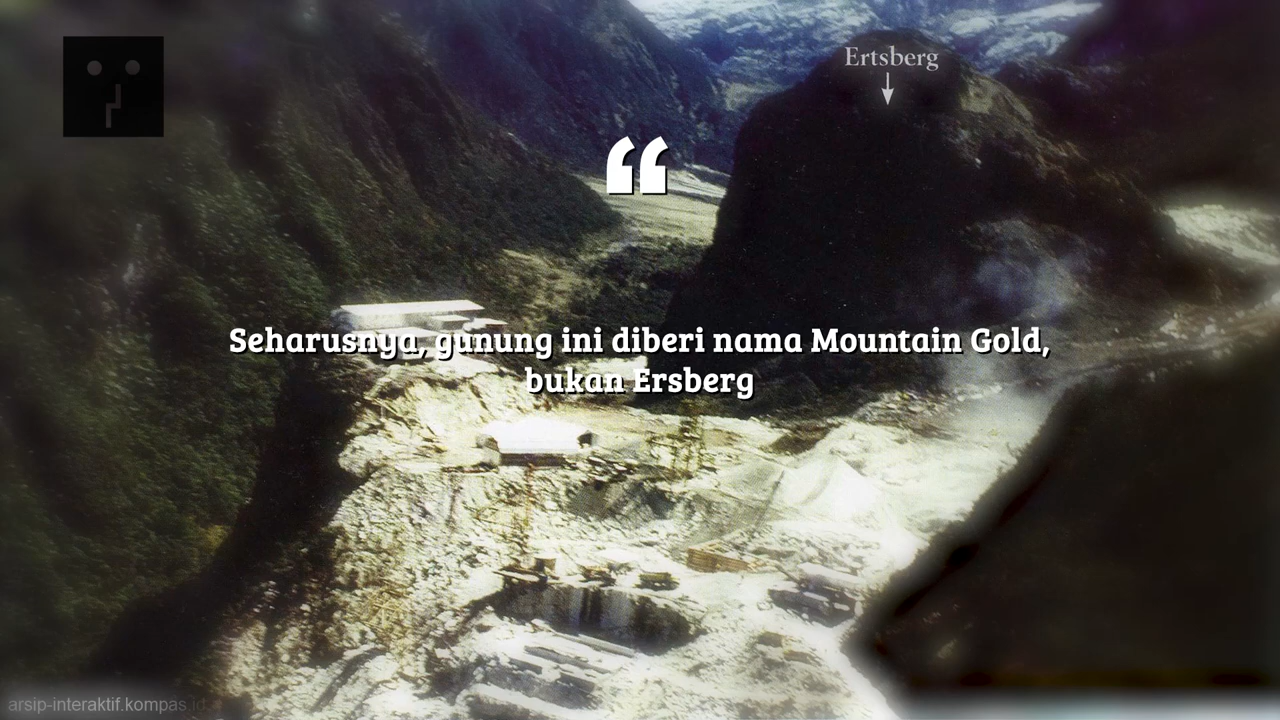 Ertsberg
“
Seharusnya, gunung ini diberi nama Mountain Gold,
bukan Ersberg
arsip-interaktif.kompas.id